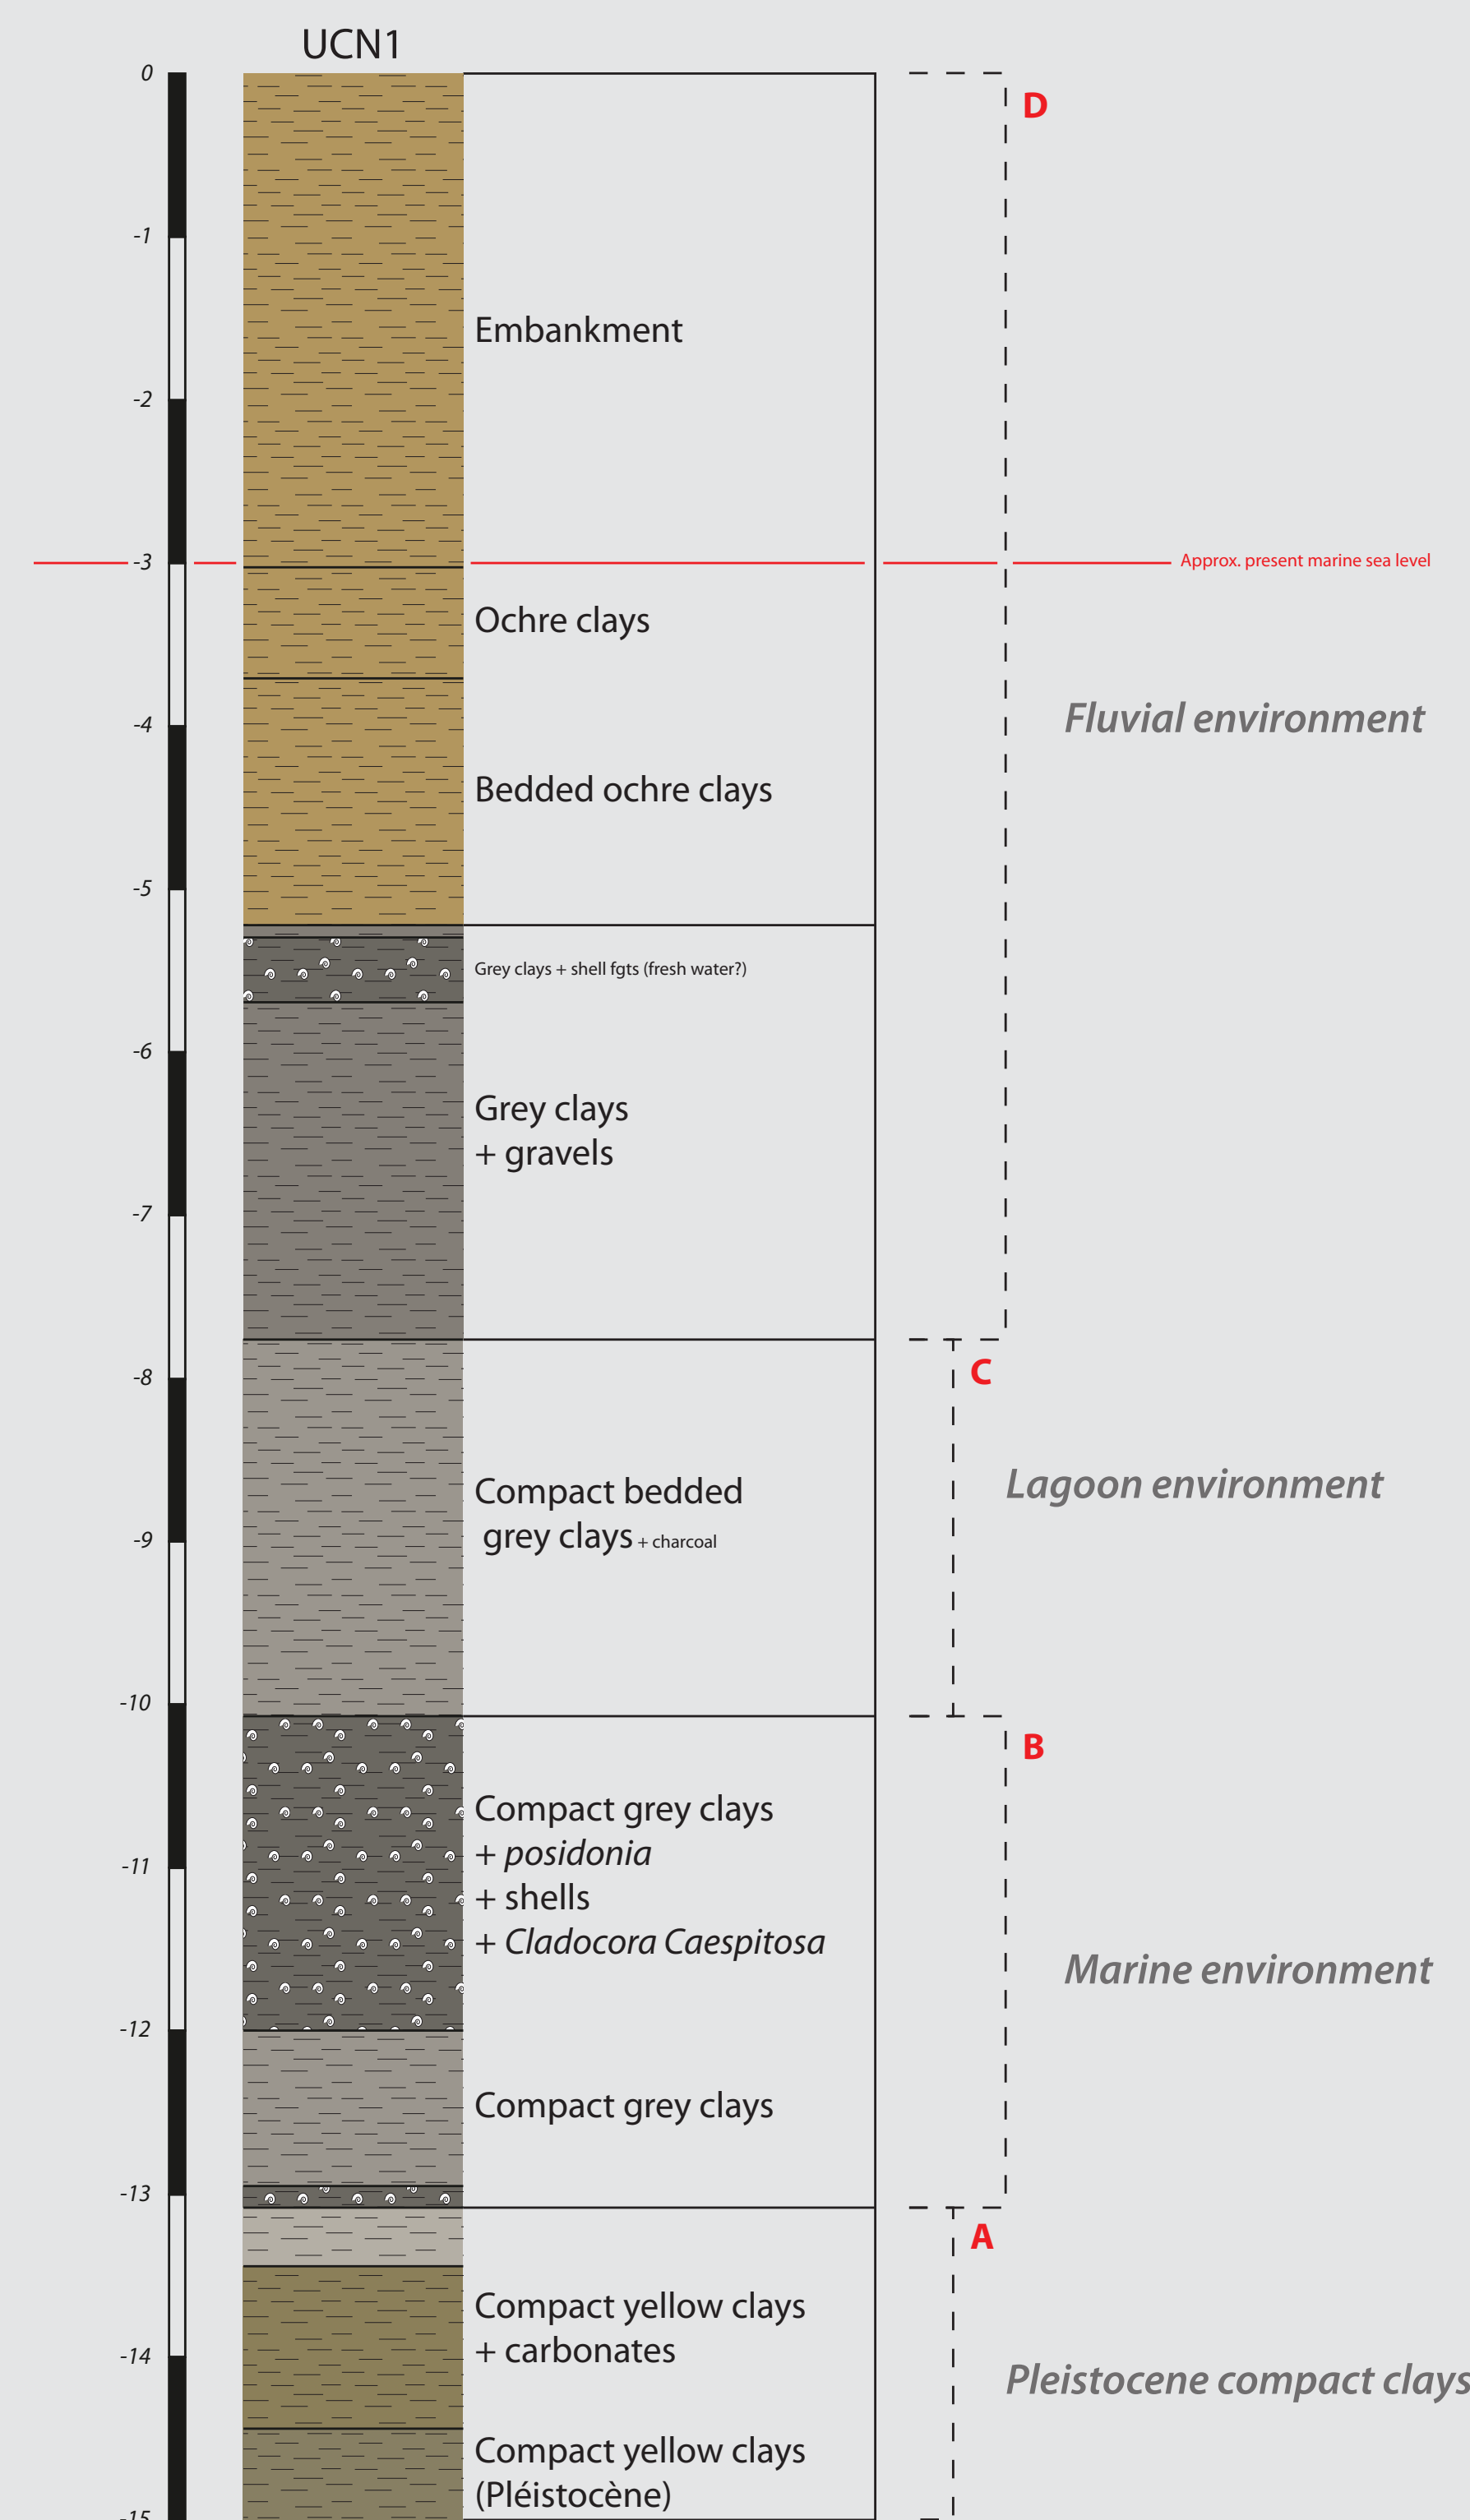 UCN1
0
D
-1
Embankment
-2
-3
Approx. present marine sea level
Ochre clays
-4
Fluvial environment
Bedded ochre clays
-5
Grey clays + shell fgts (fresh water?)
-6
Grey clays
+ gravels
-7
C
-8
Compact bedded
grey clays + charcoal
Lagoon environment
-9
-10
B
Compact grey clays
+ posidonia
+ shells
+ Cladocora Caespitosa
-11
Marine environment
-12
Compact grey clays
-13
A
Compact yellow clays
+ carbonates
-14
Pleistocene compact clays
Compact yellow clays
(Pléistocène)
-15